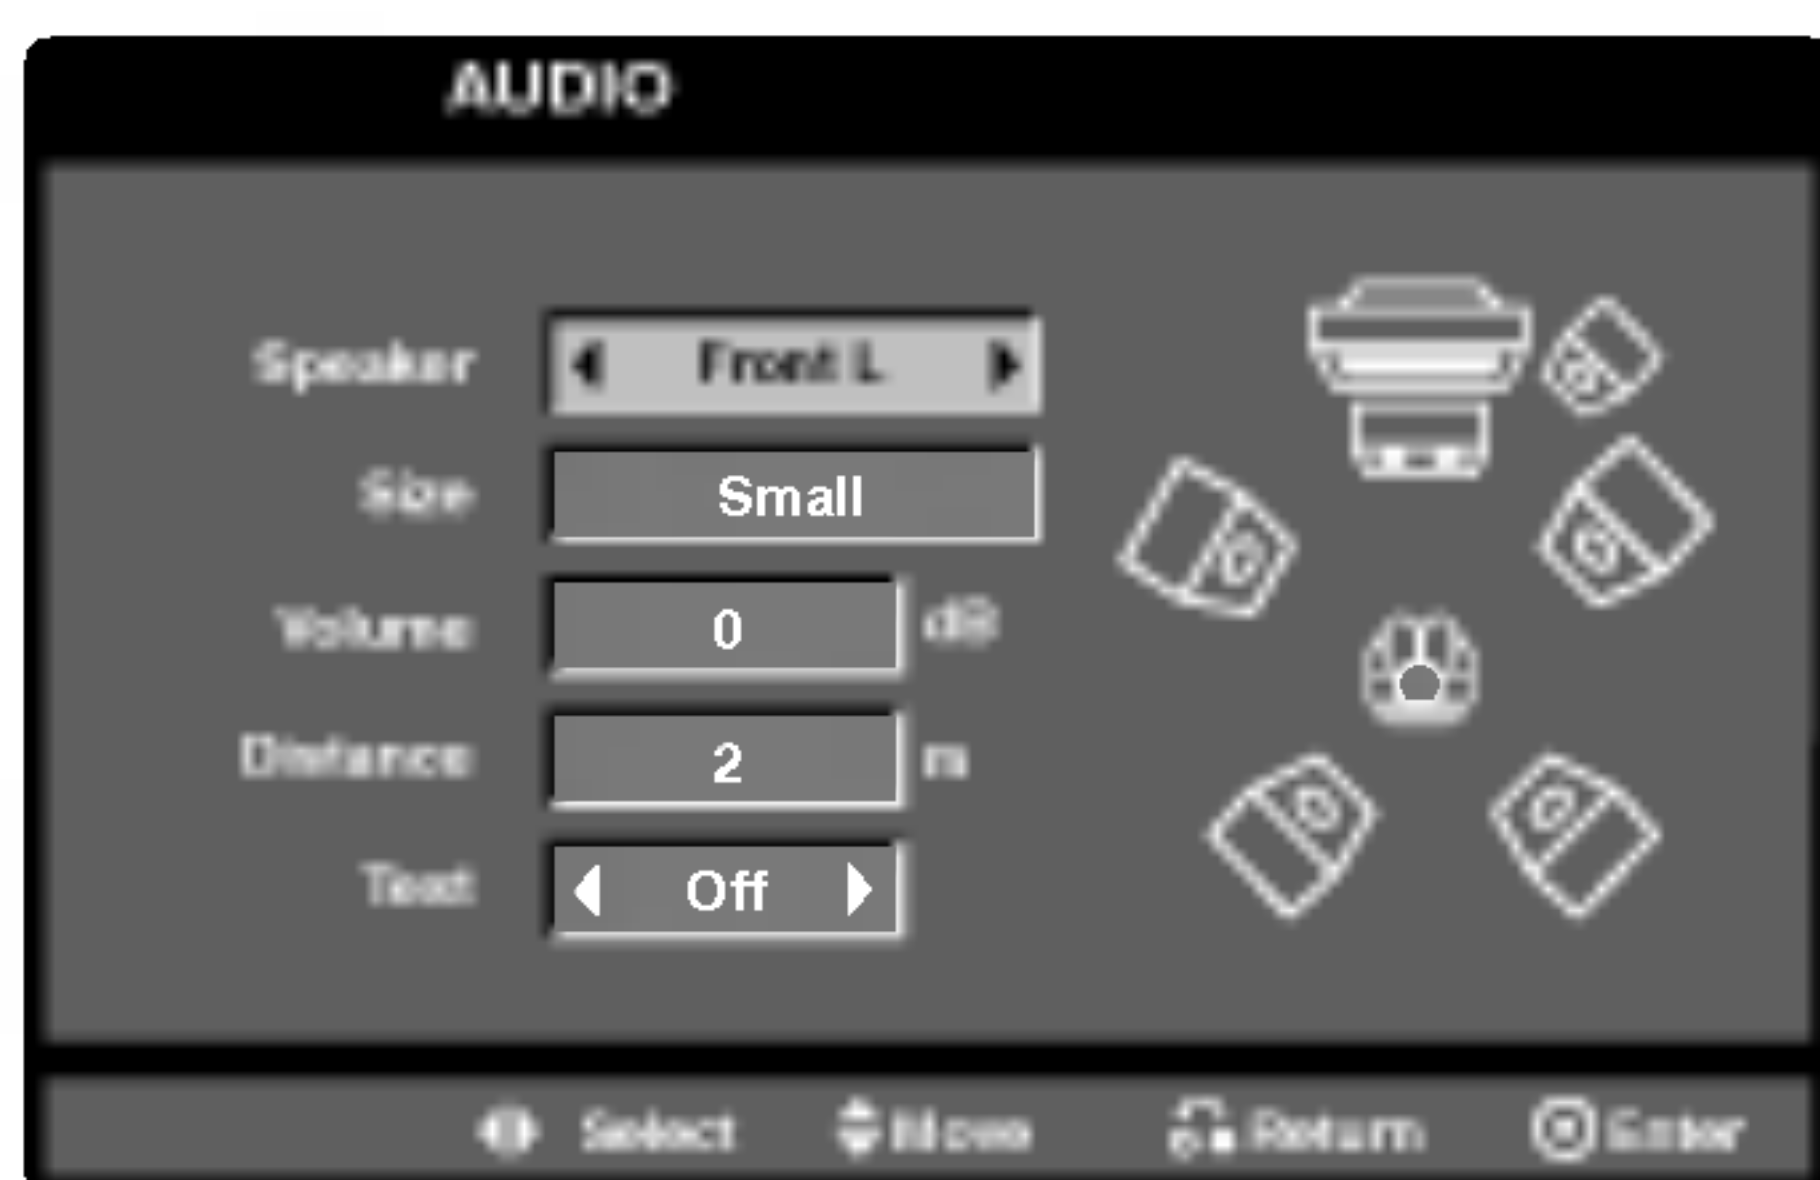 AUDIO
Speaker Front L
Size Small
Volume 0 dB
Distance 2 m
Test Off
Select Move Return Enter